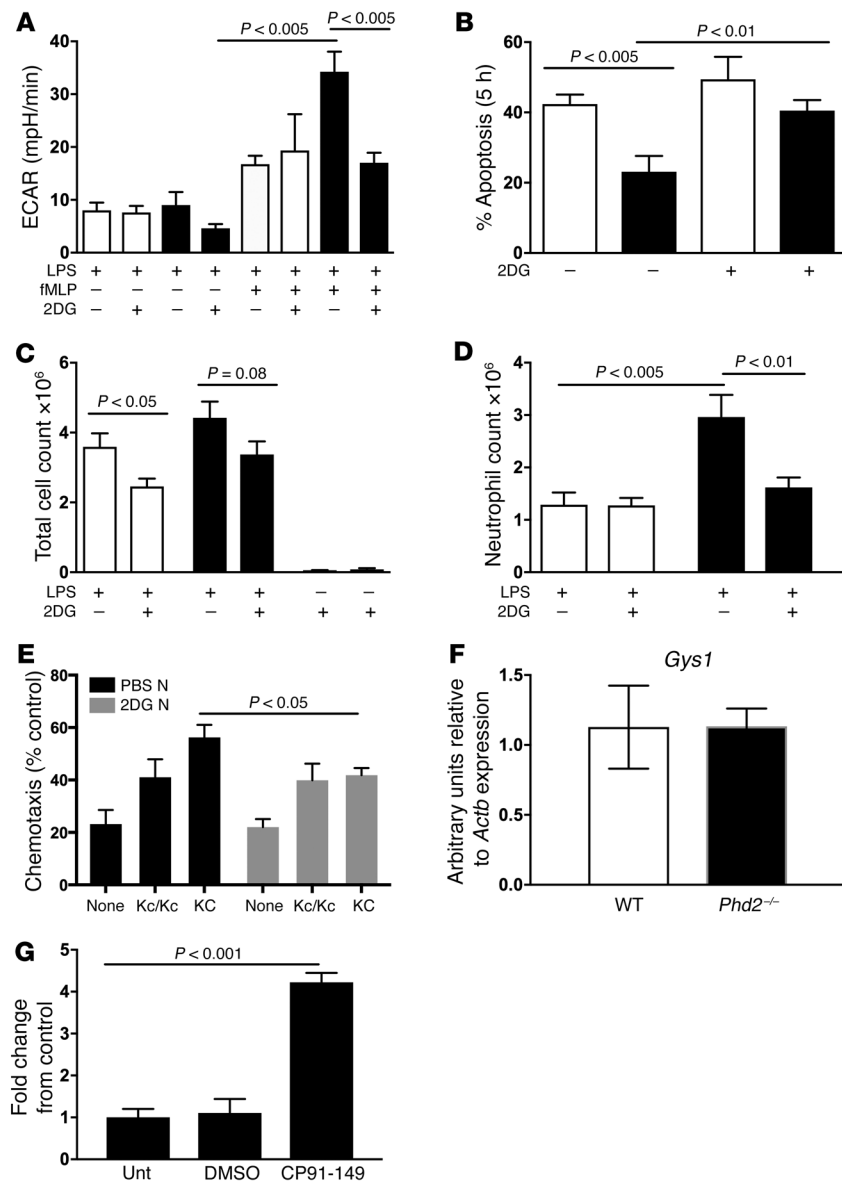 A
P < 0.005
P < 0.005
ECAR (mpH/min)
40
30
20
10
0
LPS + + + + + + + +
fMLP – – – – + + + +
2DG – + – + – + – +
B
P < 0.01
P < 0.005
% Apoptosis (5 h)
60
40
20
0
2DG – – + +
C
P = 0.08
P < 0.05
Total cell count ×10⁶
6
4
2
0
LPS + + + + – –
2DG – + – + + +
D
P < 0.005
P < 0.01
Neutrophil count ×10⁶
4
3
2
1
0
LPS + + + +
2DG – + – +
E
PBS N
2DG N
P < 0.05
Chemotaxis (% control)
80
60
40
20
0
None Kc/Kc KC None Kc/Kc KC
F
Gys1
Arbitrary units relative
to Actb expression
1.5
1.0
0.5
0.0
WT Phd2⁻/⁻
G
P < 0.001
Fold change
from control
5
4
3
2
1
0
Unt DMSO CP91-149